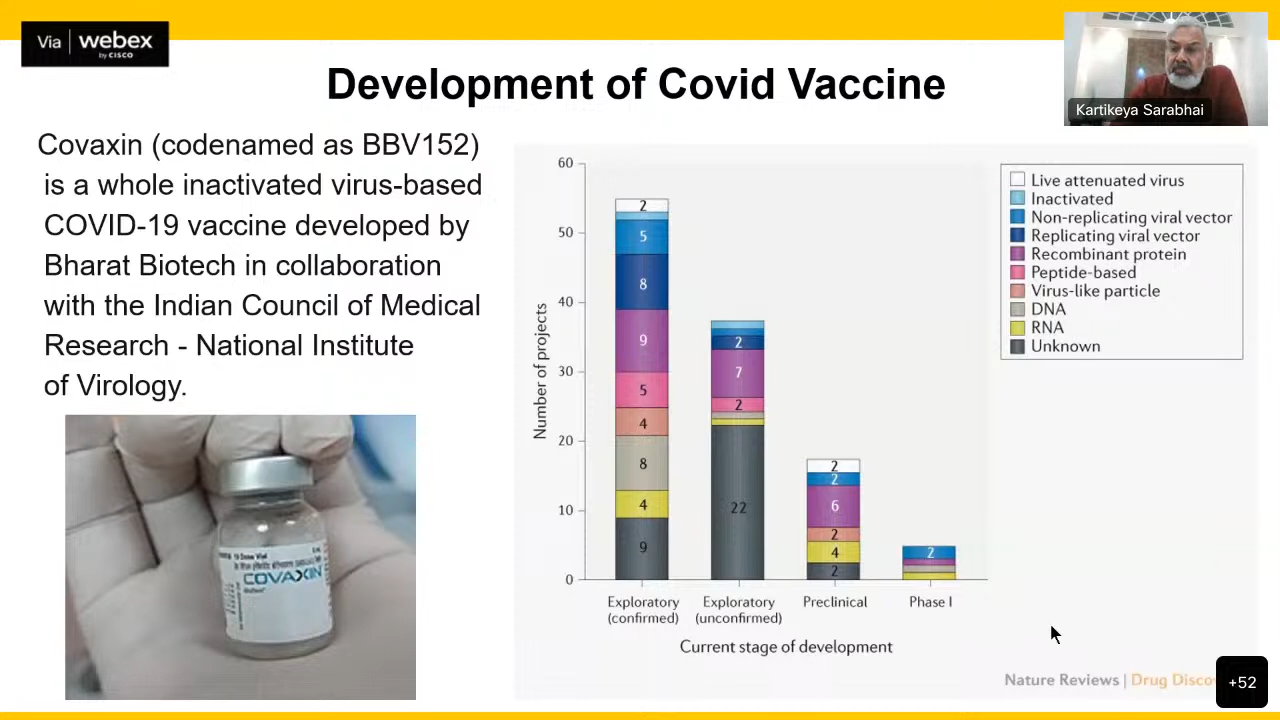 Via | webex
by CISCO
Development of Covid Vaccine
Kartikeya Sarabhai
Covaxin (codenamed as BBV152)
is a whole inactivated virus-based
COVID-19 vaccine developed by
Bharat Biotech in collaboration
with the Indian Council of Medical
Research - National Institute
of Virology.
10 Dose Vial
COVAXIN
Number of projects
60
50
40
30
20
10
0
2
5
8
9
5
4
8
4
9
2
7
2
22
2
2
6
2
4
2
2
Exploratory
(confirmed)
Exploratory
(unconfirmed)
Preclinical
Phase I
Current stage of development
Live attenuated virus
Inactivated
Non-replicating viral vector
Replicating viral vector
Recombinant protein
Peptide-based
Virus-like particle
DNA
RNA
Unknown
Nature Reviews | Drug Disco
+52